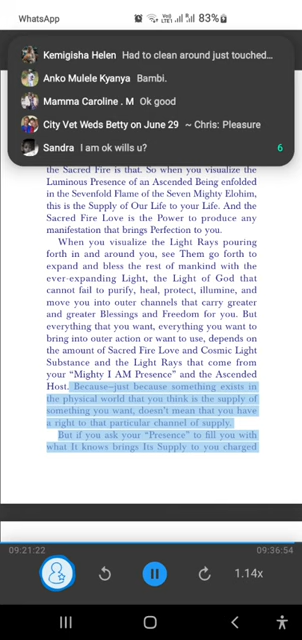 WhatsApp
83%
Kemigisha Helen Had to clean around just touched…
Anko Mulele Kyanya Bambi.
Mamma Caroline . M Ok good
City Vet Weds Betty on June 29 ~ Chris: Pleasure
Sandra I am ok wills u? 6
the Sacred Fire is that. So when you visualize the
Luminous Presence of an Ascended Being enfolded
in the Sevenfold Flame of the Seven Mighty Elohim,
this is the Supply of Our Life to your Life. And the
Sacred Fire Love is the Power to produce any
manifestation that brings Perfection to you.
When you visualize the Light Rays pouring
forth in and around you, see Them go forth to
expand and bless the rest of mankind with the
ever-expanding Light, the Light of God that
cannot fail to purify, heal, protect, illumine, and
move you into outer channels that carry greater
and greater Blessings and Freedom for you. But
everything that you want, everything you want to
bring into outer action or want to use, depends on
the amount of Sacred Fire Love and Cosmic Light
Substance and the Light Rays that come from
your “Mighty I AM Presence” and the Ascended
Host. Because—just because something exists in
the physical world that you think is the supply of
something you want, doesn’t mean that you have
a right to that particular channel of supply.
But if you ask your “Presence” to fill you with
what It knows brings Its Supply to you charged
09:21:22 09:36:54
1.14x